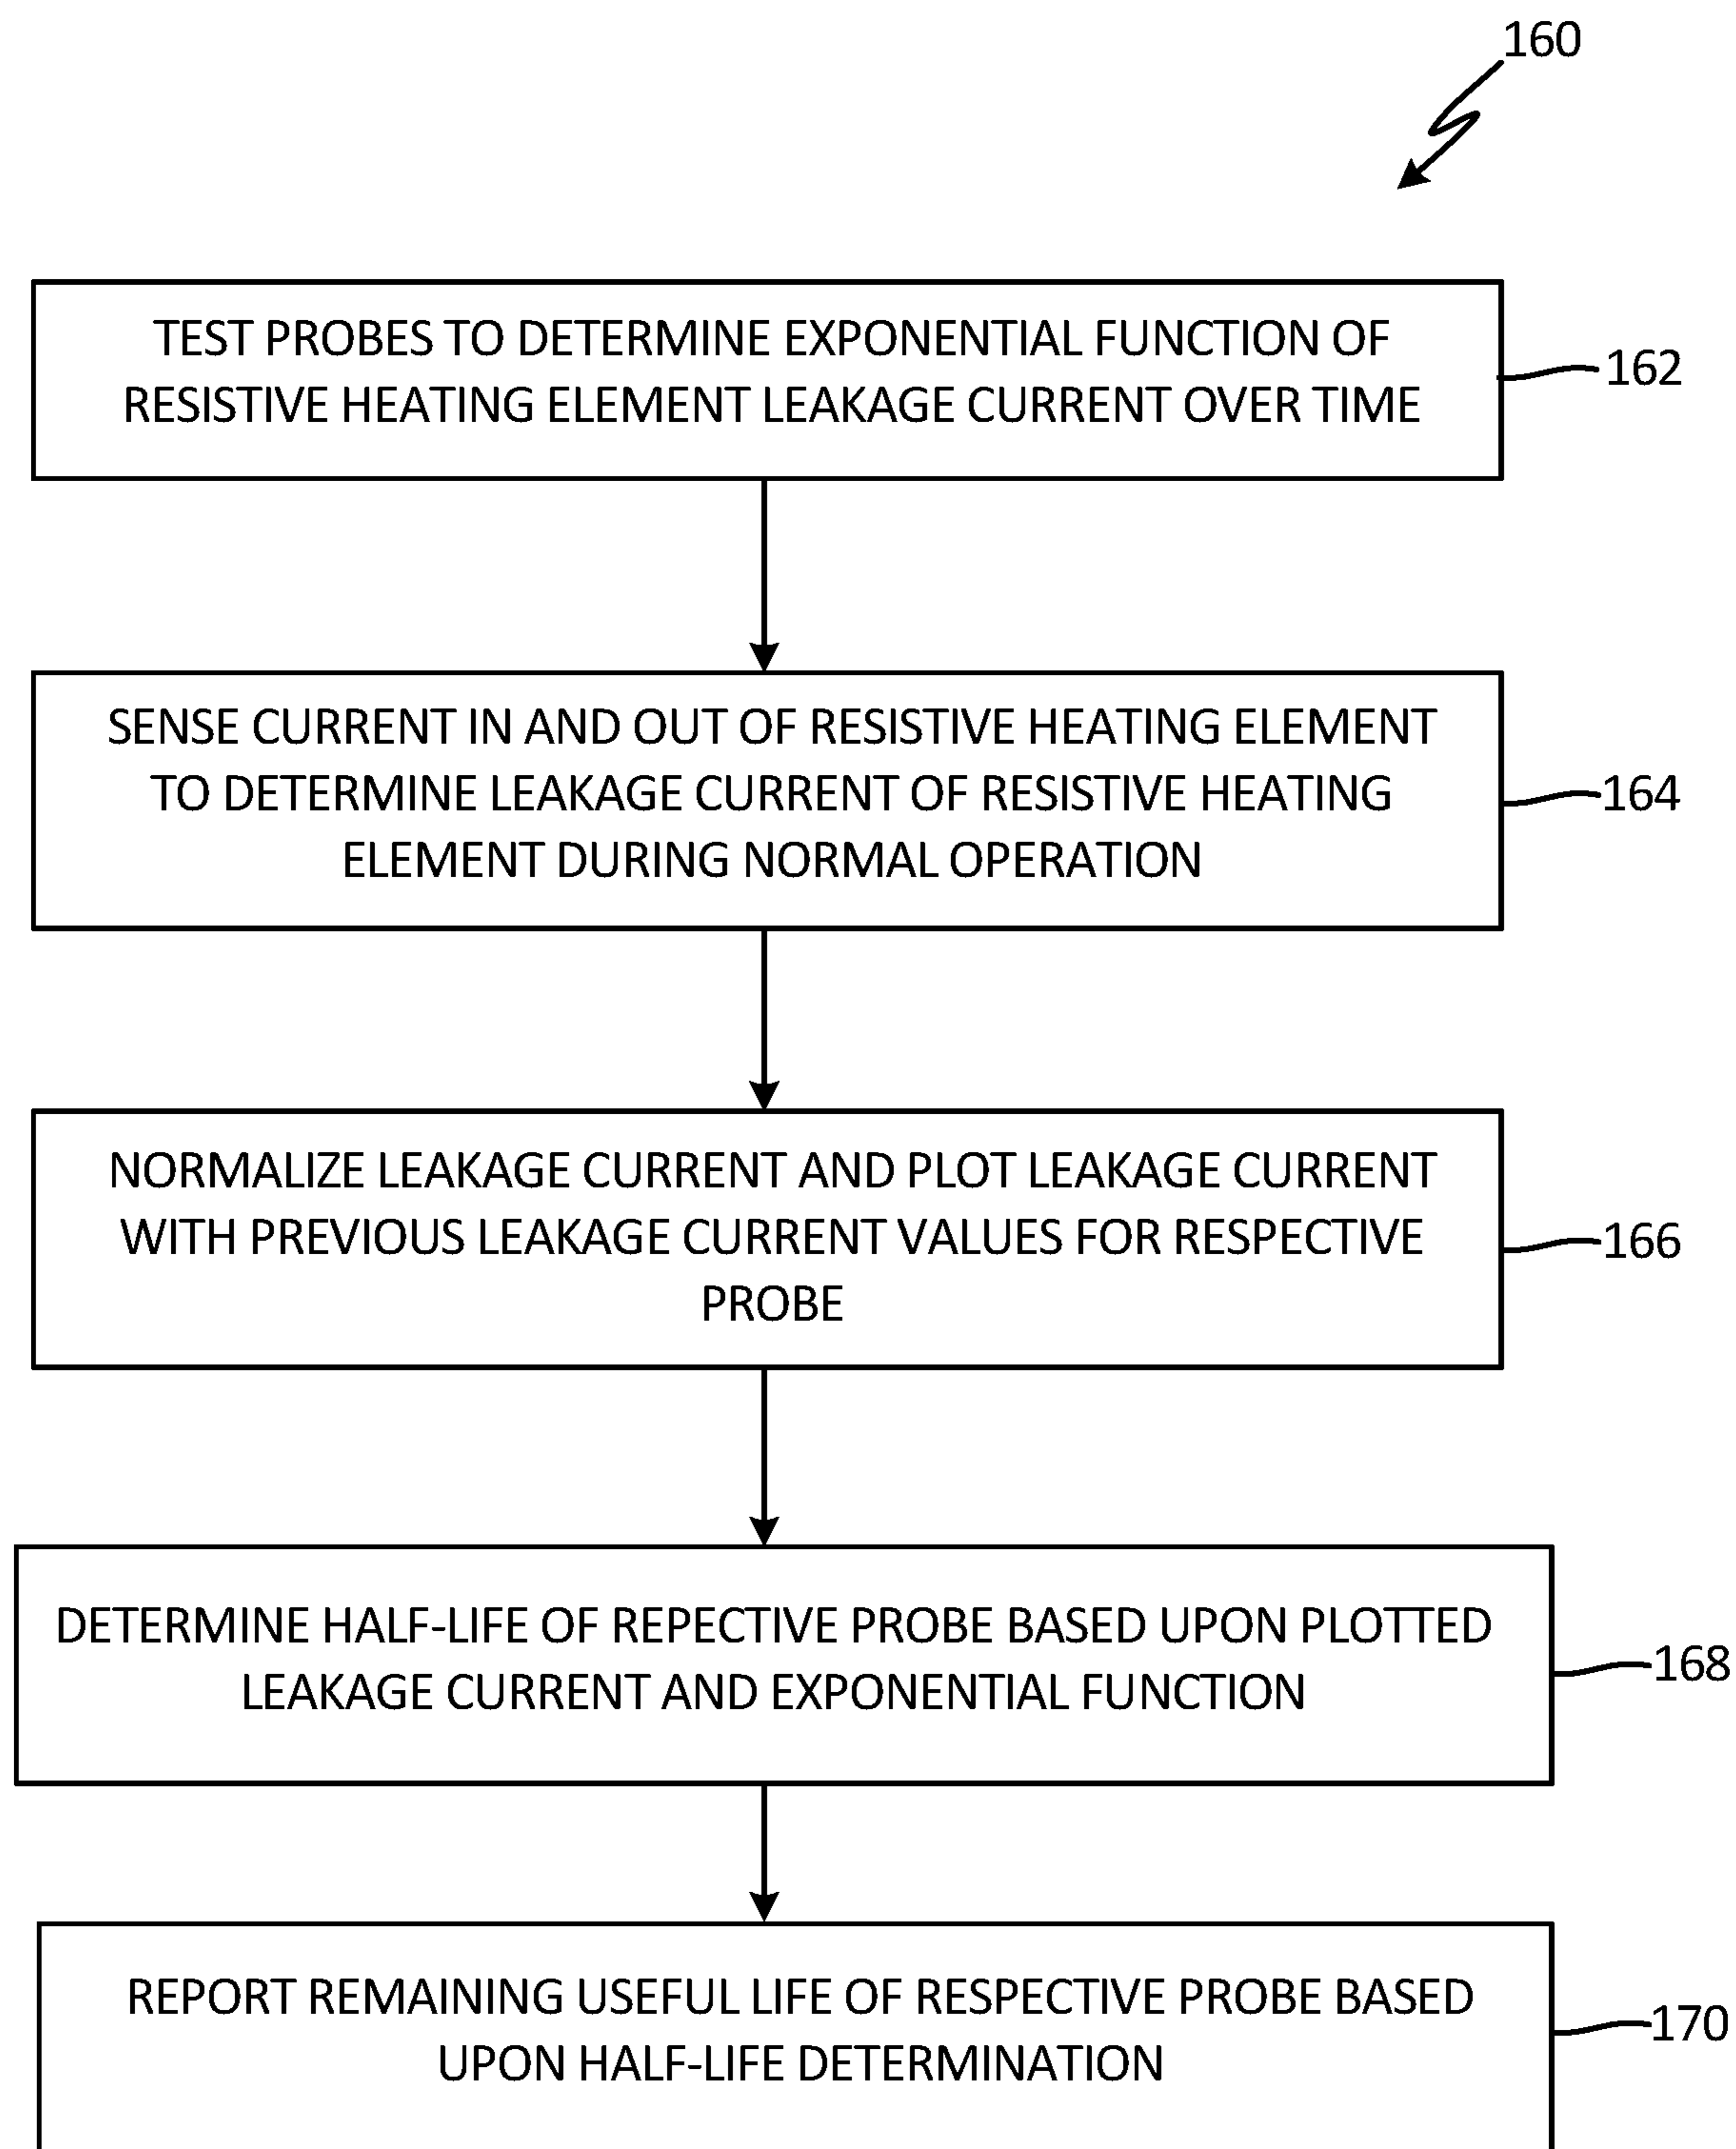 160
TEST PROBES TO DETERMINE EXPONENTIAL FUNCTION OF
RESISTIVE HEATING ELEMENT LEAKAGE CURRENT OVER TIME
162
SENSE CURRENT IN AND OUT OF RESISTIVE HEATING ELEMENT
TO DETERMINE LEAKAGE CURRENT OF RESISTIVE HEATING
ELEMENT DURING NORMAL OPERATION
164
NORMALIZE LEAKAGE CURRENT AND PLOT LEAKAGE CURRENT
WITH PREVIOUS LEAKAGE CURRENT VALUES FOR RESPECTIVE
PROBE
166
DETERMINE HALF-LIFE OF REPECTIVE PROBE BASED UPON PLOTTED
LEAKAGE CURRENT AND EXPONENTIAL FUNCTION
168
REPORT REMAINING USEFUL LIFE OF RESPECTIVE PROBE BASED
UPON HALF-LIFE DETERMINATION
170